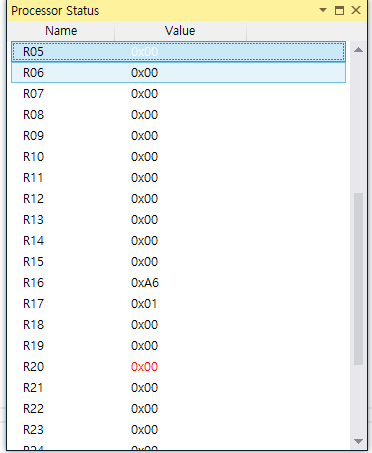 Processor Status
Name Value
R05 0x00
R06 0x00
R07 0x00
R08 0x00
R09 0x00
R10 0x00
R11 0x00
R12 0x00
R13 0x00
R14 0x00
R15 0x00
R16 0xA6
R17 0x01
R18 0x00
R19 0x00
R20 0x00
R21 0x00
R22 0x00
R23 0x00
R24 0x00